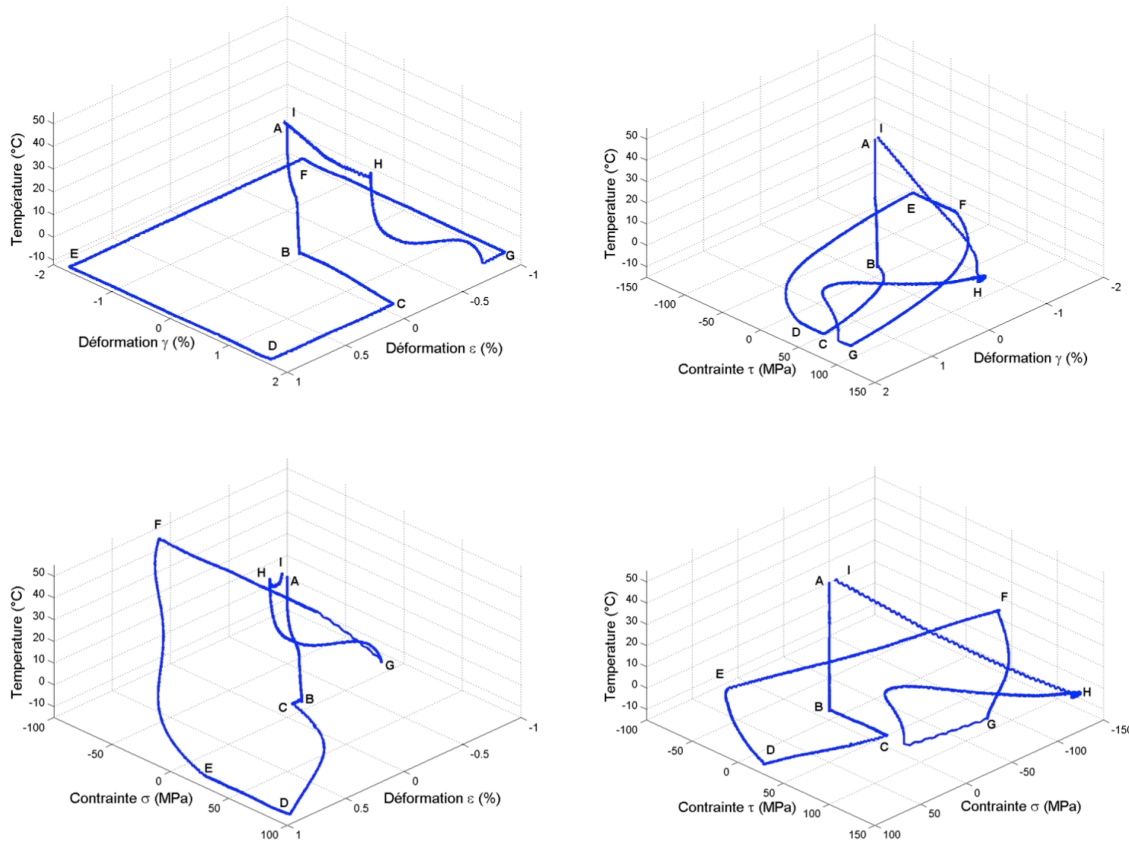 50
40
30
20
10
0
-10
Température (°C)
-2
-1
0
1
2
Déformation γ (%)
1
0.5
0
-0.5
-1
Déformation ε (%)
A
I
H
F
B
E
G
C
D
50
40
30
20
10
0
-10
Temperature (°C)
-150
-100
-50
0
50
100
150
Contrainte τ (MPa)
2
1
0
-1
-2
Déformation γ (%)
A
I
E
F
B
H
D
C
G
50
40
30
20
10
0
-10
Temperature (°C)
-100
-50
0
50
100
Contrainte σ (MPa)
1
0.5
0
-0.5
-1
Déformation ε (%)
F
H
I
A
G
C
B
E
D
50
40
30
20
10
0
-10
Temperature (°C)
-100
-50
0
50
100
150
Contrainte τ (MPa)
100
50
0
-50
-100
-150
Contrainte σ (MPa)
A
I
F
E
B
H
G
D
C